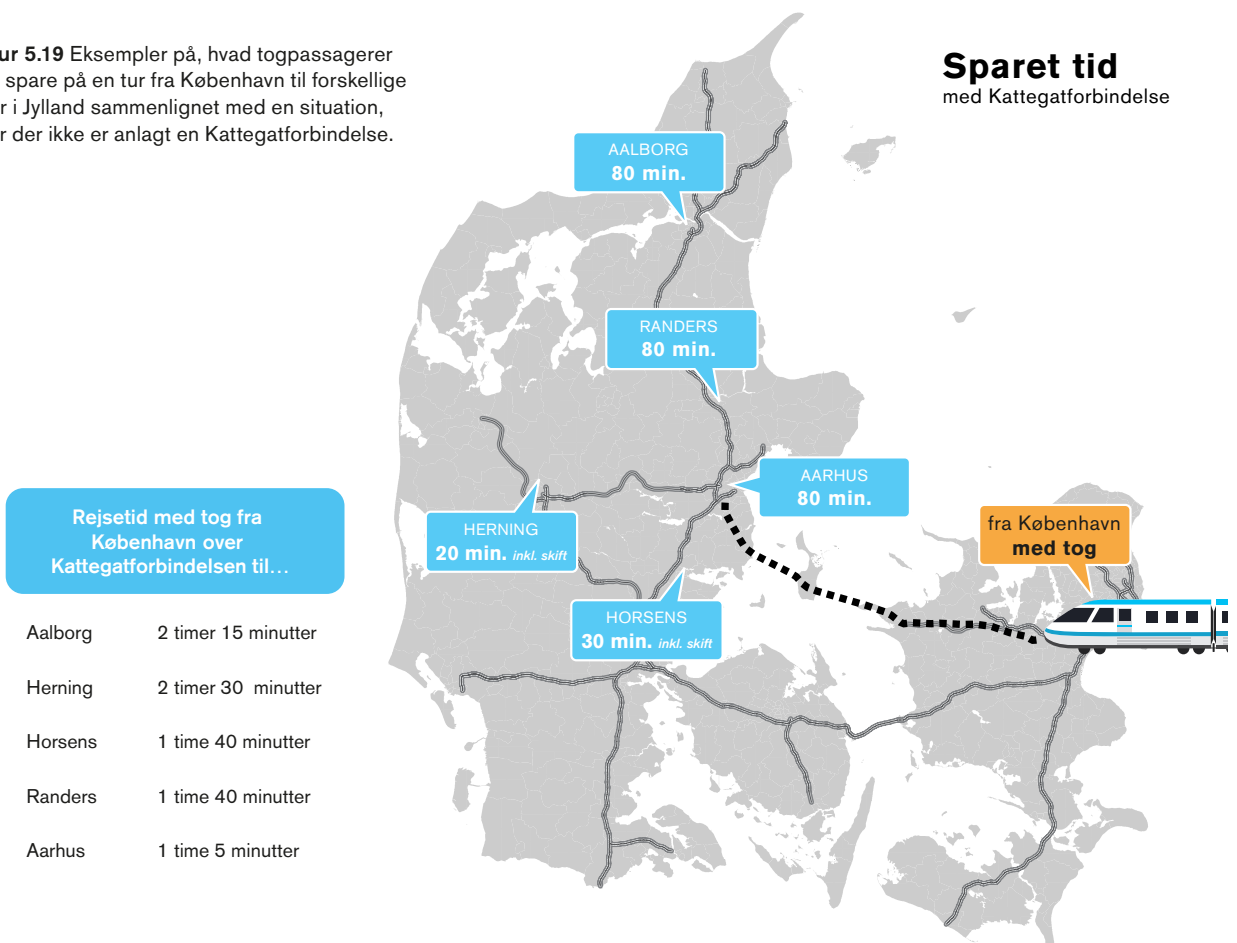 ur 5.19 Eksempler på, hvad togpassagerer
spare på en tur fra København til forskellige
r i Jylland sammenlignet med en situation,
r der ikke er anlagt en Kattegatforbindelse.
Sparet tid
med Kattegatforbindelse
AALBORG
80 min.
RANDERS
80 min.
AARHUS
80 min.
HERNING
20 min. inkl. skift
HORSENS
30 min. inkl. skift
fra København
med tog
Rejsetid med tog fra
København over
Kattegatforbindelsen til…
Aalborg 2 timer 15 minutter
Herning 2 timer 30 minutter
Horsens 1 time 40 minutter
Randers 1 time 40 minutter
Aarhus 1 time 5 minutter